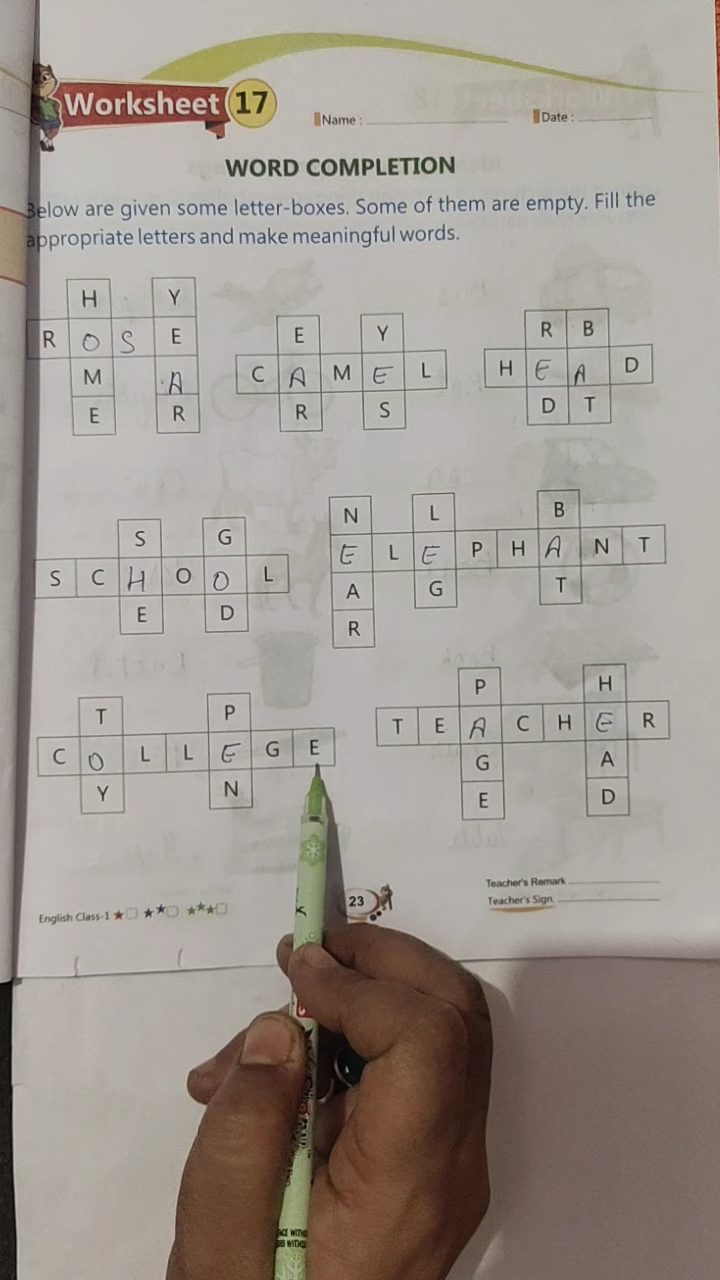 Worksheet 17
Name : Date :
WORD COMPLETION
Below are given some letter-boxes. Some of them are empty. Fill the
appropriate letters and make meaningful words.
H Y
R O S E
M A
E R
E Y
C A M E L
R S
R B
H E A D
D T
S G
S C H O O L
E D
N L B
E L E P H A N T
A G T
R
T P
C O L L E G E
Y N
P H
T E A C H E R
G A
E D
Teacher's Remark
Teacher's Sign.
English Class-1
23